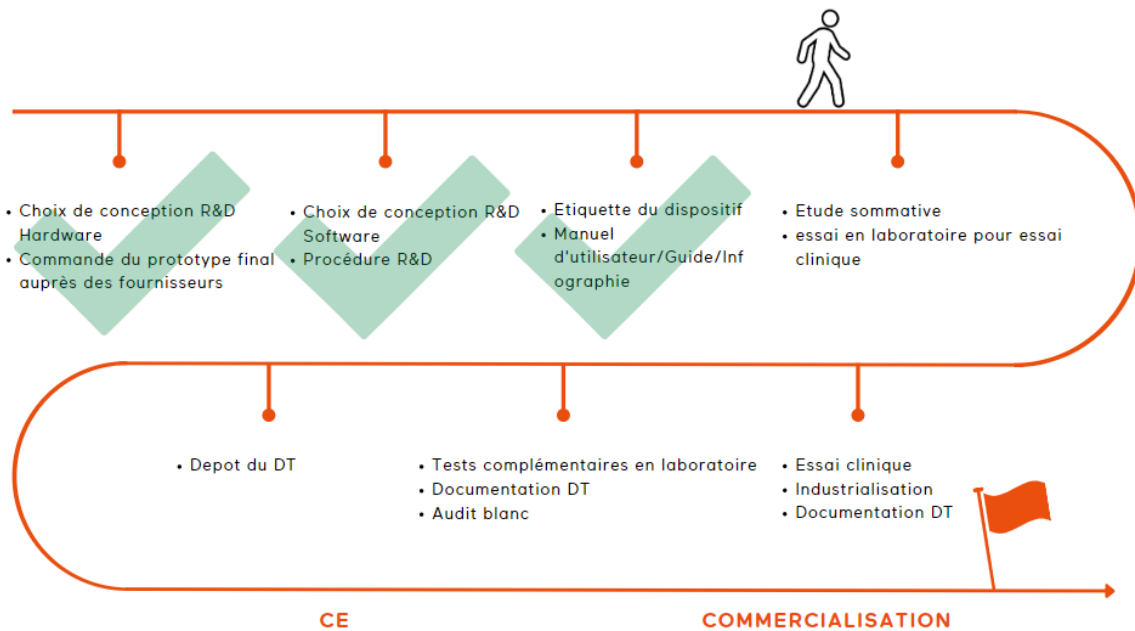 • Choix de conception R&D
Hardware
• Commande du prototype final
auprès des fournisseurs
• Choix de conception R&D
Software
• Procédure R&D
• Etiquette du dispositif
• Manuel
d'utilisateur/Guide/Inf
ographie
• Etude sommative
• essai en laboratoire pour essai
clinique
• Depot du DT
• Tests complémentaires en laboratoire
• Documentation DT
• Audit blanc
• Essai clinique
• Industrialisation
• Documentation DT
CE
COMMERCIALISATION